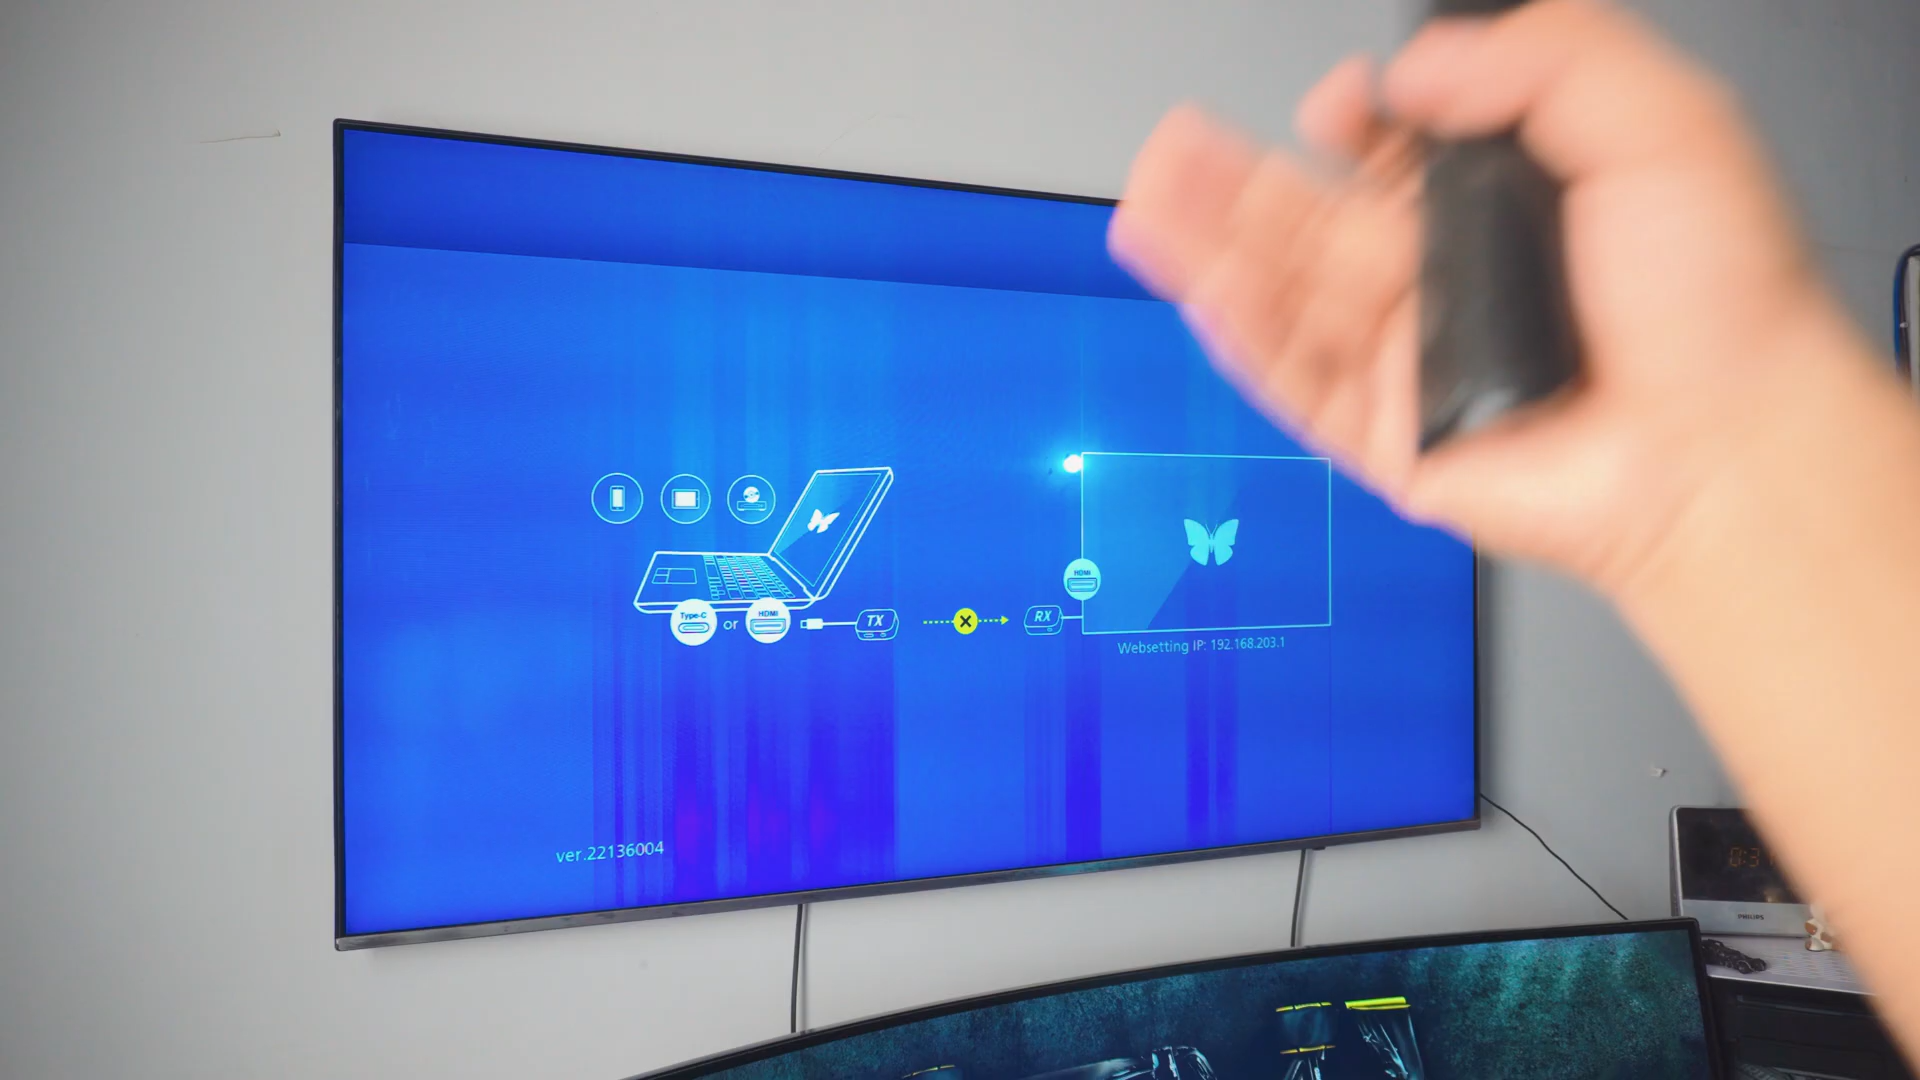 Type-C
or
HDMI
TX
X
RX
HDMI
Websetting IP: 192.168.203.1
ver.22136004
PHILIPS